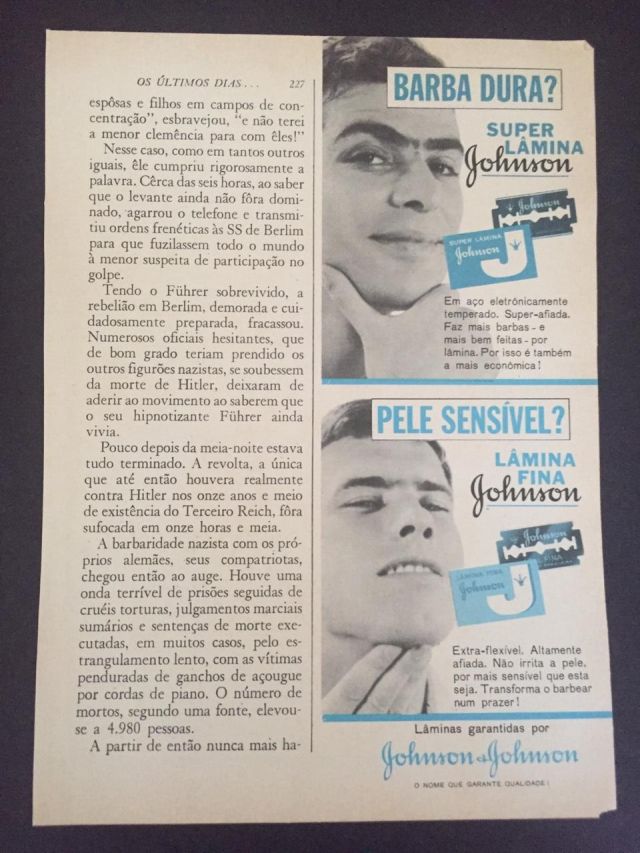 OS ÚLTIMOS DIAS... 227
espôsas e filhos em campos de con-
centração", esbravejou, "e não terei
a menor clemência para com êles!"
Nesse caso, como em tantos outros
iguais, êle cumpriu rigorosamente a
palavra. Cêrca das seis horas, ao saber
que o levante ainda não fôra domi-
nado, agarrou o telefone e transmi-
tiu ordens frenéticas às SS de Berlim
para que fuzilassem todo o mundo
à menor suspeita de participação no
golpe.
Tendo o Führer sobrevivido, a
rebelião em Berlim, demorada e cui-
dadosamente preparada, fracassou.
Numerosos oficiais hesitantes, que
de bom grado teriam prendido os
outros figurões nazistas, se soubessem
da morte de Hitler, deixaram de
aderir ao movimento ao saberem que
o seu hipnotizante Führer ainda
vivia.
Pouco depois da meia-noite estava
tudo terminado. A revolta, a única
que até então houvera realmente
contra Hitler nos onze anos e meio
de existência do Terceiro Reich, fôra
sufocada em onze horas e meia.
A barbaridade nazista com os pró-
prios alemães, seus compatriotas,
chegou então ao auge. Houve uma
onda terrível de prisões seguidas de
cruéis torturas, julgamentos marciais
sumários e sentenças de morte exe-
cutadas, em muitos casos, pelo es-
trangulamento lento, com as vítimas
penduradas de ganchos de açougue
por cordas de piano. O número de
mortos, segundo uma fonte, elevou-
se a 4.980 pessoas.
A partir de então nunca mais ha-
BARBA DURA?
SUPER
LÂMINA
Johnson
Johnson
SUPER LÂMINA
Johnson
J
Em aço eletrônicamente
temperado. Super-afiada.
Faz mais barbas - e
mais bem feitas - por
lâmina. Por isso é também
a mais econômica!
PELE SENSÍVEL?
LÂMINA
FINA
Johnson
Johnson
FINA
LÂMINA FINA
Johnson
J
Extra-flexível. Altamente
afiada. Não irrita a pele,
por mais sensível que esta
seja. Transforma o barbear
num prazer!
Lâminas garantidas por
Johnson & Johnson
O NOME QUE GARANTE QUALIDADE!